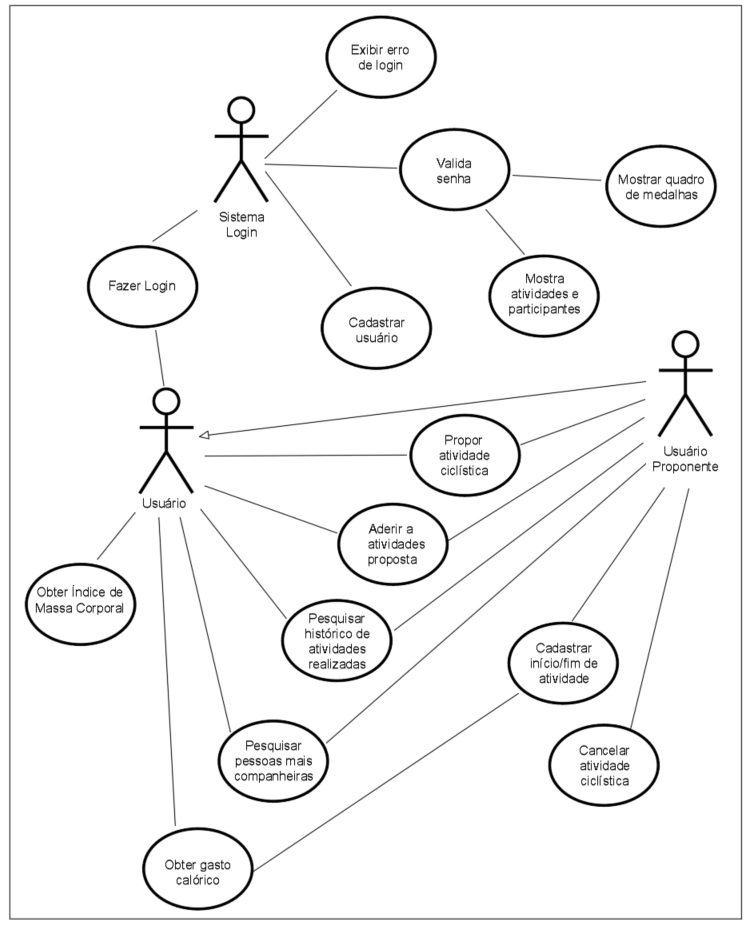 Exibir erro
de login
Valida
senha
Mostrar quadro
de medalhas
Sistema
Login
Fazer Login
Mostra
atividades e
participantes
Cadastrar
usuário
Propor
atividade
ciclística
Usuário
Proponente
Usuário
Aderir a
atividades
proposta
Obter Índice de
Massa Corporal
Pesquisar
histórico de
atividades
realizadas
Cadastrar
início/fim de
atividade
Pesquisar
pessoas mais
companheiras
Cancelar
atividade
ciclística
Obter gasto
calórico